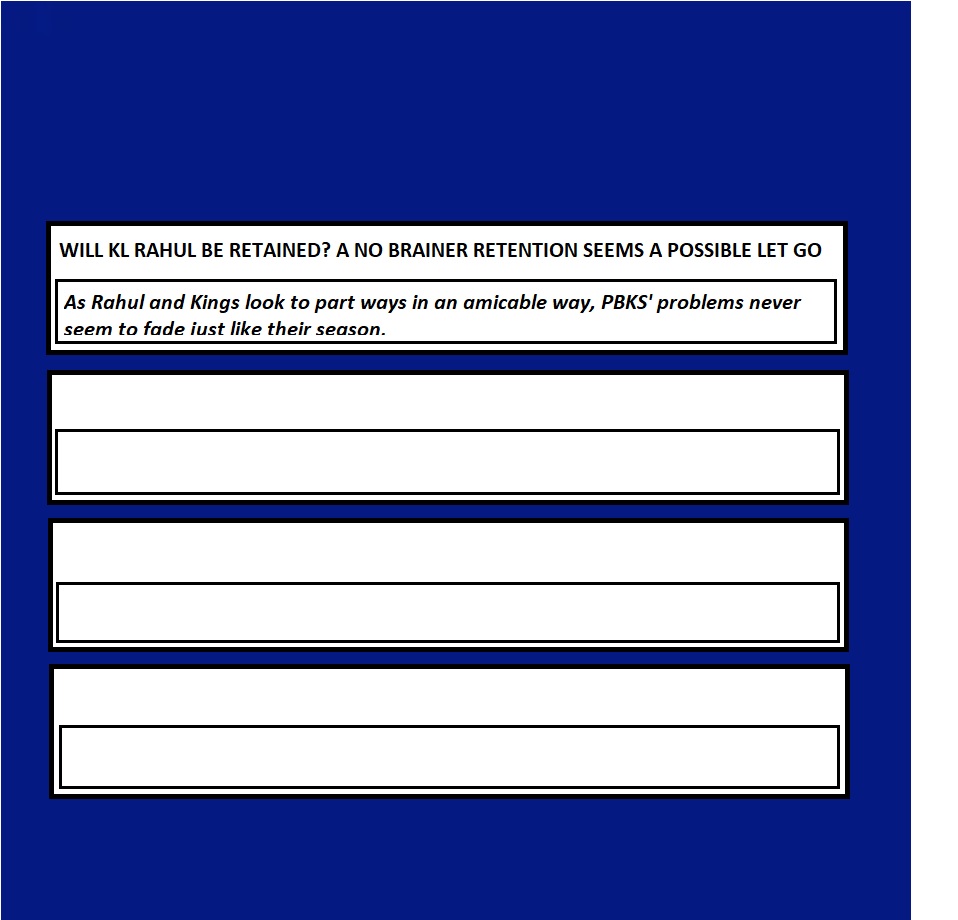 WILL KL RAHUL BE RETAINED? A NO BRAINER RETENTION SEEMS A POSSIBLE LET GO
As Rahul and Kings look to part ways in an amicable way, PBKS' problems never
seem to fade just like their season.